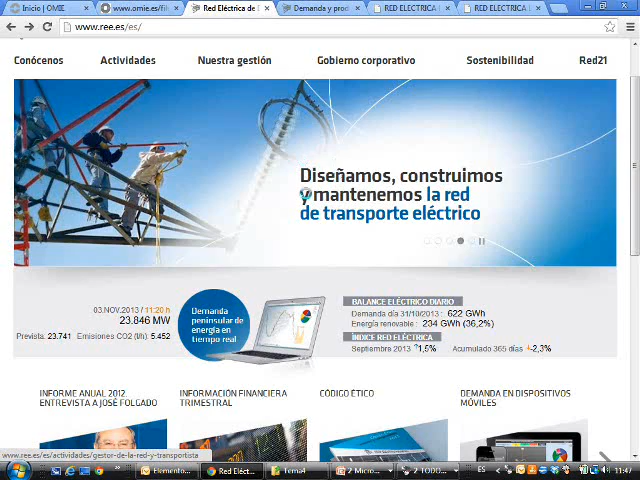 Inicio | OMIE
www.omie.es/fil
Red Eléctrica de E
Demanda y prod
RED ELECTRICA
RED ELECTRICA
www.ree.es/es/
Conócenos
Actividades
Nuestra gestión
Gobierno corporativo
Sostenibilidad
Red21
Diseñamos, construimos
y mantenemos la red
de transporte eléctrico
03.NOV.2013 / 11:20 h
23.846 MW
Prevista. 23.741 Emisiones CO2 (t/h). 5.452
Demanda
peninsular de
energía en
tiempo real
BALANCE ELÉCTRICO DIARIO
Demanda día 31/10/2013 : 622 GWh
Energía renovable : 234 GWh (36,2%)
ÍNDICE RED ELÉCTRICA
Septiembre 2013 1,5% Acumulado 365 días -2,3%
INFORME ANUAL 2012.
ENTREVISTA A JOSÉ FOLGADO
INFORMACIÓN FINANCIERA
TRIMESTRAL
CÓDIGO ÉTICO
DEMANDA EN DISPOSITIVOS
MÓVILES
www.ree.es/es/actividades/gestor-de-la-red-y-transportista
Elemento...
Red Eléct...
Tema4
2 Micro...
2 TODO...
ES
11:47